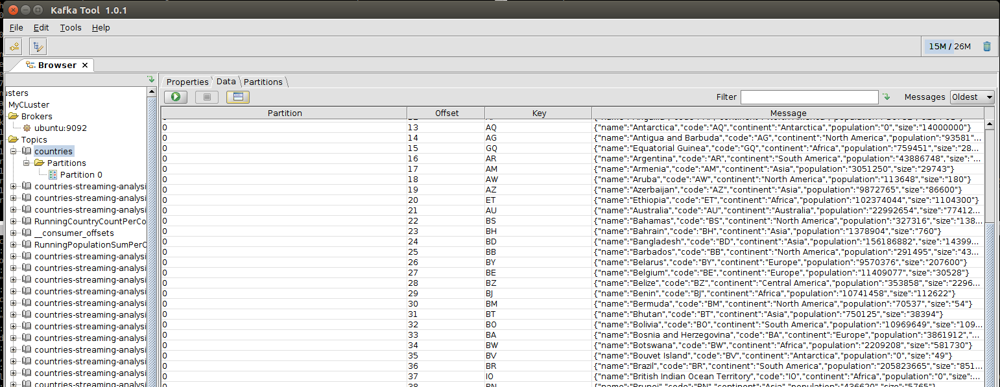 Kafka Tool 1.0.1
File Edit Tools Help
15M / 26M
Browser
Properties Data Partitions
Filter Messages Oldest
usters
MyCLuster
Brokers
ubuntu:9092
Topics
countries
Partitions
Partition 0
countries-streaming-analysi
countries-streaming-analysi
countries-streaming-analysi
RunningCountryCountPerCo
__consumer_offsets
RunningPopulationSumPerC
countries-streaming-analysi
countries-streaming-analysi
countries-streaming-analysi
countries-streaming-analysi
countries-streaming-analysi
countries-streaming-analysi
countries-streaming-analysi
countries-streaming-analysi
countries-streaming-analysi
countries-streaming-analysi
countries-streaming-analysi
countries-streaming-analysi
Partition Offset Key Message
0 13 AQ {"name":"Antarctica","code":"AQ","continent":"Antarctica","population":"0","size":"14000000"}
0 14 AG {"name":"Antigua and Barbuda","code":"AG","continent":"North America","population":"93581"...
0 15 GQ {"name":"Equatorial Guinea","code":"GQ","continent":"Africa","population":"759451","size":"28...
0 16 AR {"name":"Argentina","code":"AR","continent":"South America","population":"43886748","size":"...
0 17 AM {"name":"Armenia","code":"AM","continent":"Asia","population":"3051250","size":"29743"}
0 18 AW {"name":"Aruba","code":"AW","continent":"North America","population":"113648","size":"180"}
0 19 AZ {"name":"Azerbaijan","code":"AZ","continent":"Asia","population":"9872765","size":"86600"}
0 20 ET {"name":"Ethiopia","code":"ET","continent":"Africa","population":"102374044","size":"1104300"}
0 21 AU {"name":"Australia","code":"AU","continent":"Australia","population":"22992654","size":"77412...
0 22 BS {"name":"Bahamas","code":"BS","continent":"North America","population":"327316","size":"138...
0 23 BH {"name":"Bahrain","code":"BH","continent":"Asia","population":"1378904","size":"760"}
0 24 BD {"name":"Bangladesh","code":"BD","continent":"Asia","population":"156186882","size":"14399...
0 25 BB {"name":"Barbados","code":"BB","continent":"North America","population":"291495","size":"43...
0 26 BY {"name":"Belarus","code":"BY","continent":"Europe","population":"9570376","size":"207600"}
0 27 BE {"name":"Belgium","code":"BE","continent":"Europe","population":"11409077","size":"30528"}
0 28 BZ {"name":"Belize","code":"BZ","continent":"Central America","population":"353858","size":"2296...
0 29 BJ {"name":"Benin","code":"BJ","continent":"Africa","population":"10741458","size":"112622"}
0 30 BM {"name":"Bermuda","code":"BM","continent":"North America","population":"70537","size":"54"}
0 31 BT {"name":"Bhutan","code":"BT","continent":"Asia","population":"750125","size":"38394"}
0 32 BO {"name":"Bolivia","code":"BO","continent":"South America","population":"10969649","size":"109...
0 33 BA {"name":"Bosnia and Herzegovina","code":"BA","continent":"Europe","population":"3861912","...
0 34 BW {"name":"Botswana","code":"BW","continent":"Africa","population":"2209208","size":"581730"}
0 35 BV {"name":"Bouvet Island","code":"BV","continent":"Antarctica","population":"0","size":"49"}
0 36 BR {"name":"Brazil","code":"BR","continent":"South America","population":"205823665","size":"851...
0 37 IO {"name":"British Indian Ocean Territory","code":"IO","continent":"Africa","population":"0","size":...
0 38 BN {"name":"Brunei","code":"BN","continent":"Asia","population":"436620","size":"5765"}